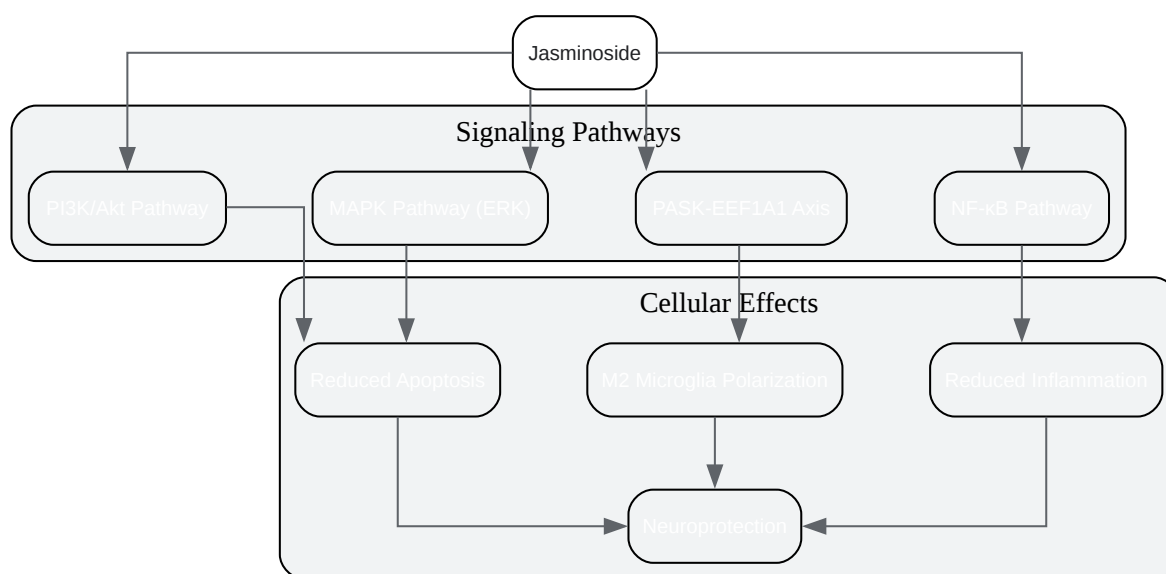 Jasminoside
Signaling Pathways
PI3K/Akt Pathway
MAPK Pathway (ERK)
PASK-EEF1A1 Axis
NF-κB Pathway
Cellular Effects
Reduced Apoptosis
M2 Microglia Polarization
Reduced Inflammation
Neuroprotection